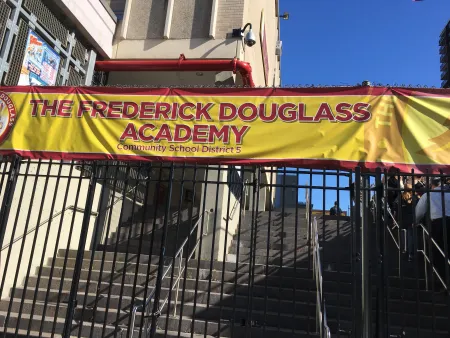 THE FREDERICK DOUGLASS
ACADEMY
Community School District 5